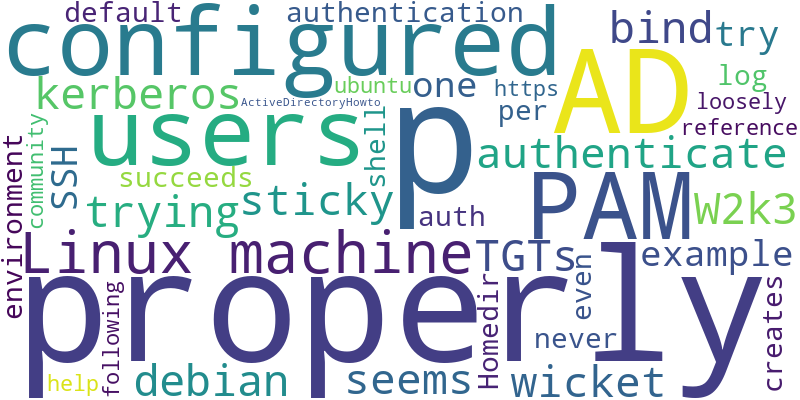 default
authentication
configured
bind
try
AD
kerberos
ubuntu
one
https
log
ActiveDirectoryHowto
per
loosely
users
p
reference
community
SSH
shell
authenticate
environment
succeeds
sticky
PAM
W2k3
trying
auth
Linux machine
TGTs
example
properly
Homedir
even
creates
following
never
help
debian
seems
wicket